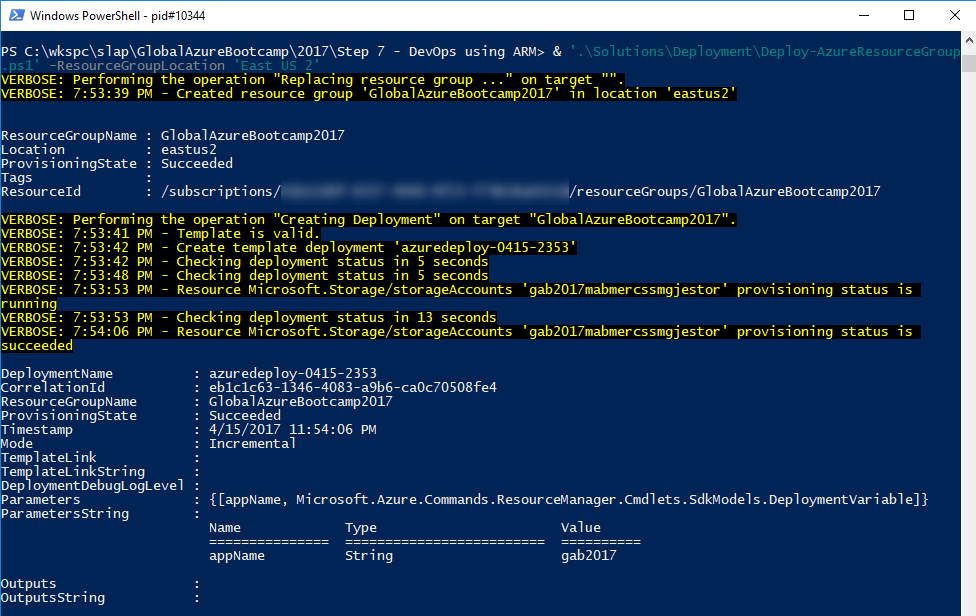 Windows PowerShell - pid#10344
PS C:\wkspc\slap\GlobalAzureBootcamp\2017\Step 7 - DevOps using ARM> & '.\Solutions\Deployment\Deploy-AzureResourceGroup
.ps1' -ResourceGroupLocation 'East US 2'
VERBOSE: Performing the operation "Replacing resource group ..." on target "".
VERBOSE: 7:53:39 PM - Created resource group 'GlobalAzureBootcamp2017' in location 'eastus2'
ResourceGroupName : GlobalAzureBootcamp2017
Location          : eastus2
ProvisioningState : Succeeded
Tags              :
ResourceId        : /subscriptions/ /resourceGroups/GlobalAzureBootcamp2017
VERBOSE: Performing the operation "Creating Deployment" on target "GlobalAzureBootcamp2017".
VERBOSE: 7:53:41 PM - Template is valid.
VERBOSE: 7:53:42 PM - Create template deployment 'azuredeploy-0415-2353'
VERBOSE: 7:53:42 PM - Checking deployment status in 5 seconds
VERBOSE: 7:53:48 PM - Checking deployment status in 5 seconds
VERBOSE: 7:53:53 PM - Resource Microsoft.Storage/storageAccounts 'gab2017mabmercssmgjestor' provisioning status is
running
VERBOSE: 7:53:53 PM - Checking deployment status in 13 seconds
VERBOSE: 7:54:06 PM - Resource Microsoft.Storage/storageAccounts 'gab2017mabmercssmgjestor' provisioning status is
succeeded
DeploymentName          : azuredeploy-0415-2353
CorrelationId           : eb1c1c63-1346-4083-a9b6-ca0c70508fe4
ResourceGroupName       : GlobalAzureBootcamp2017
ProvisioningState       : Succeeded
Timestamp               : 4/15/2017 11:54:06 PM
Mode                    : Incremental
TemplateLink            :
TemplateLinkString      :
DeploymentDebugLogLevel :
Parameters              : {[appName, Microsoft.Azure.Commands.ResourceManager.Cmdlets.SdkModels.DeploymentVariable]}
ParametersString        :
Name             Type                       Value
===============  =========================  ==========
appName          String                     gab2017
Outputs                 :
OutputsString           :